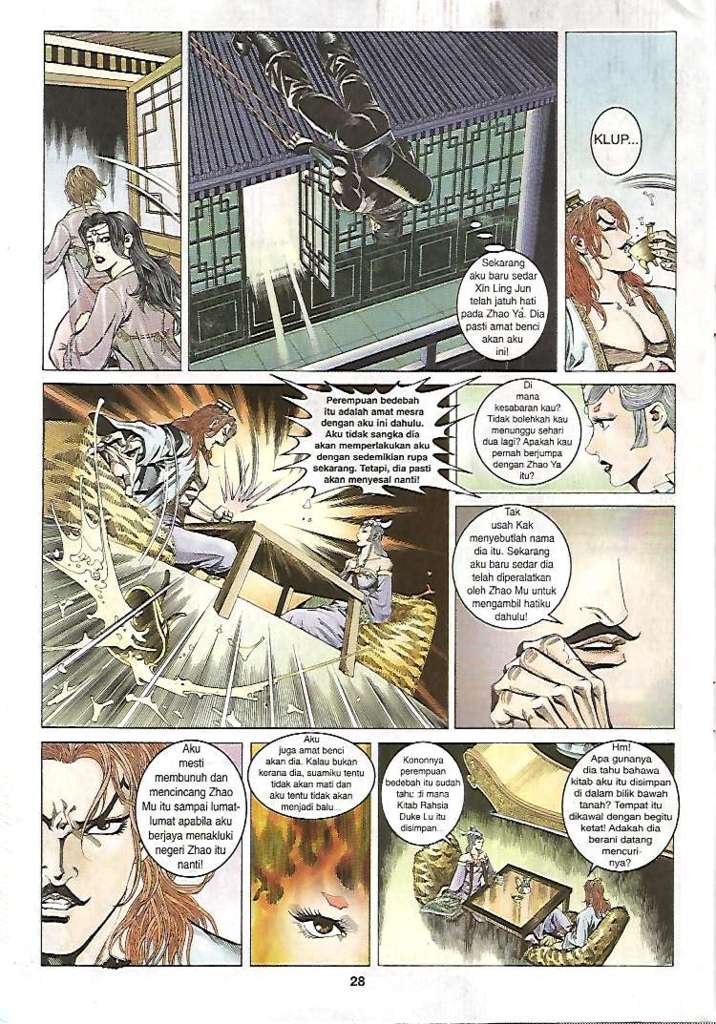 Sekarang
aku baru sedar
Xin Ling Jun
telah jatuh hati
pada Zhao Ya. Dia
pasti amat benci
aku ini!
KLUP...
Perempuan bedebah
itu adalah amat mesra
dengan aku ini dahulu.
Aku tidak sangka dia
akan memperlakukan aku
dengan sedikian rupa
sekarang. Tetapi, dia pasti
akan menyesal nanti!
Di
mana
kesabaran kau?
Tidak bolehkah kau
menunggu sehari
dua lagi? Apakah kau
pernah berjumpa
dengan Zhao Ya
itu?
Tak
usah Kak
menyebutlah nama
dia itu. Sekarang
aku baru sedar dia
telah diperalatkan
oleh Zhao Mu untuk
mengambil hatiku
dahulu!
Aku
mesti
membunuh dan
mencincang Zhao
Mu itu sampai lumat-
lumat apabila aku
berjaya menakluki
negeri Zhao itu
nanti!
Aku
juga amat benci
akan dia. Kalau bukan
kerana dia, suamiku tentu
tidak akan mati dan
aku tentu tidak akan
menjadi balu...
Kononnya
perempuan
bedebah itu sudah
tahu; di mana
Kitab Rahsia
Duke Lu itu
disimpan...
Hm!
Apa gunanya
dia tahu bahawa
kitab itu disimpan
di dalam bilik bawah
tanah? Tempat itu
dikawal dengan begitu
ketat! Adakah dia
berani datang
mencuri-
nya?
28